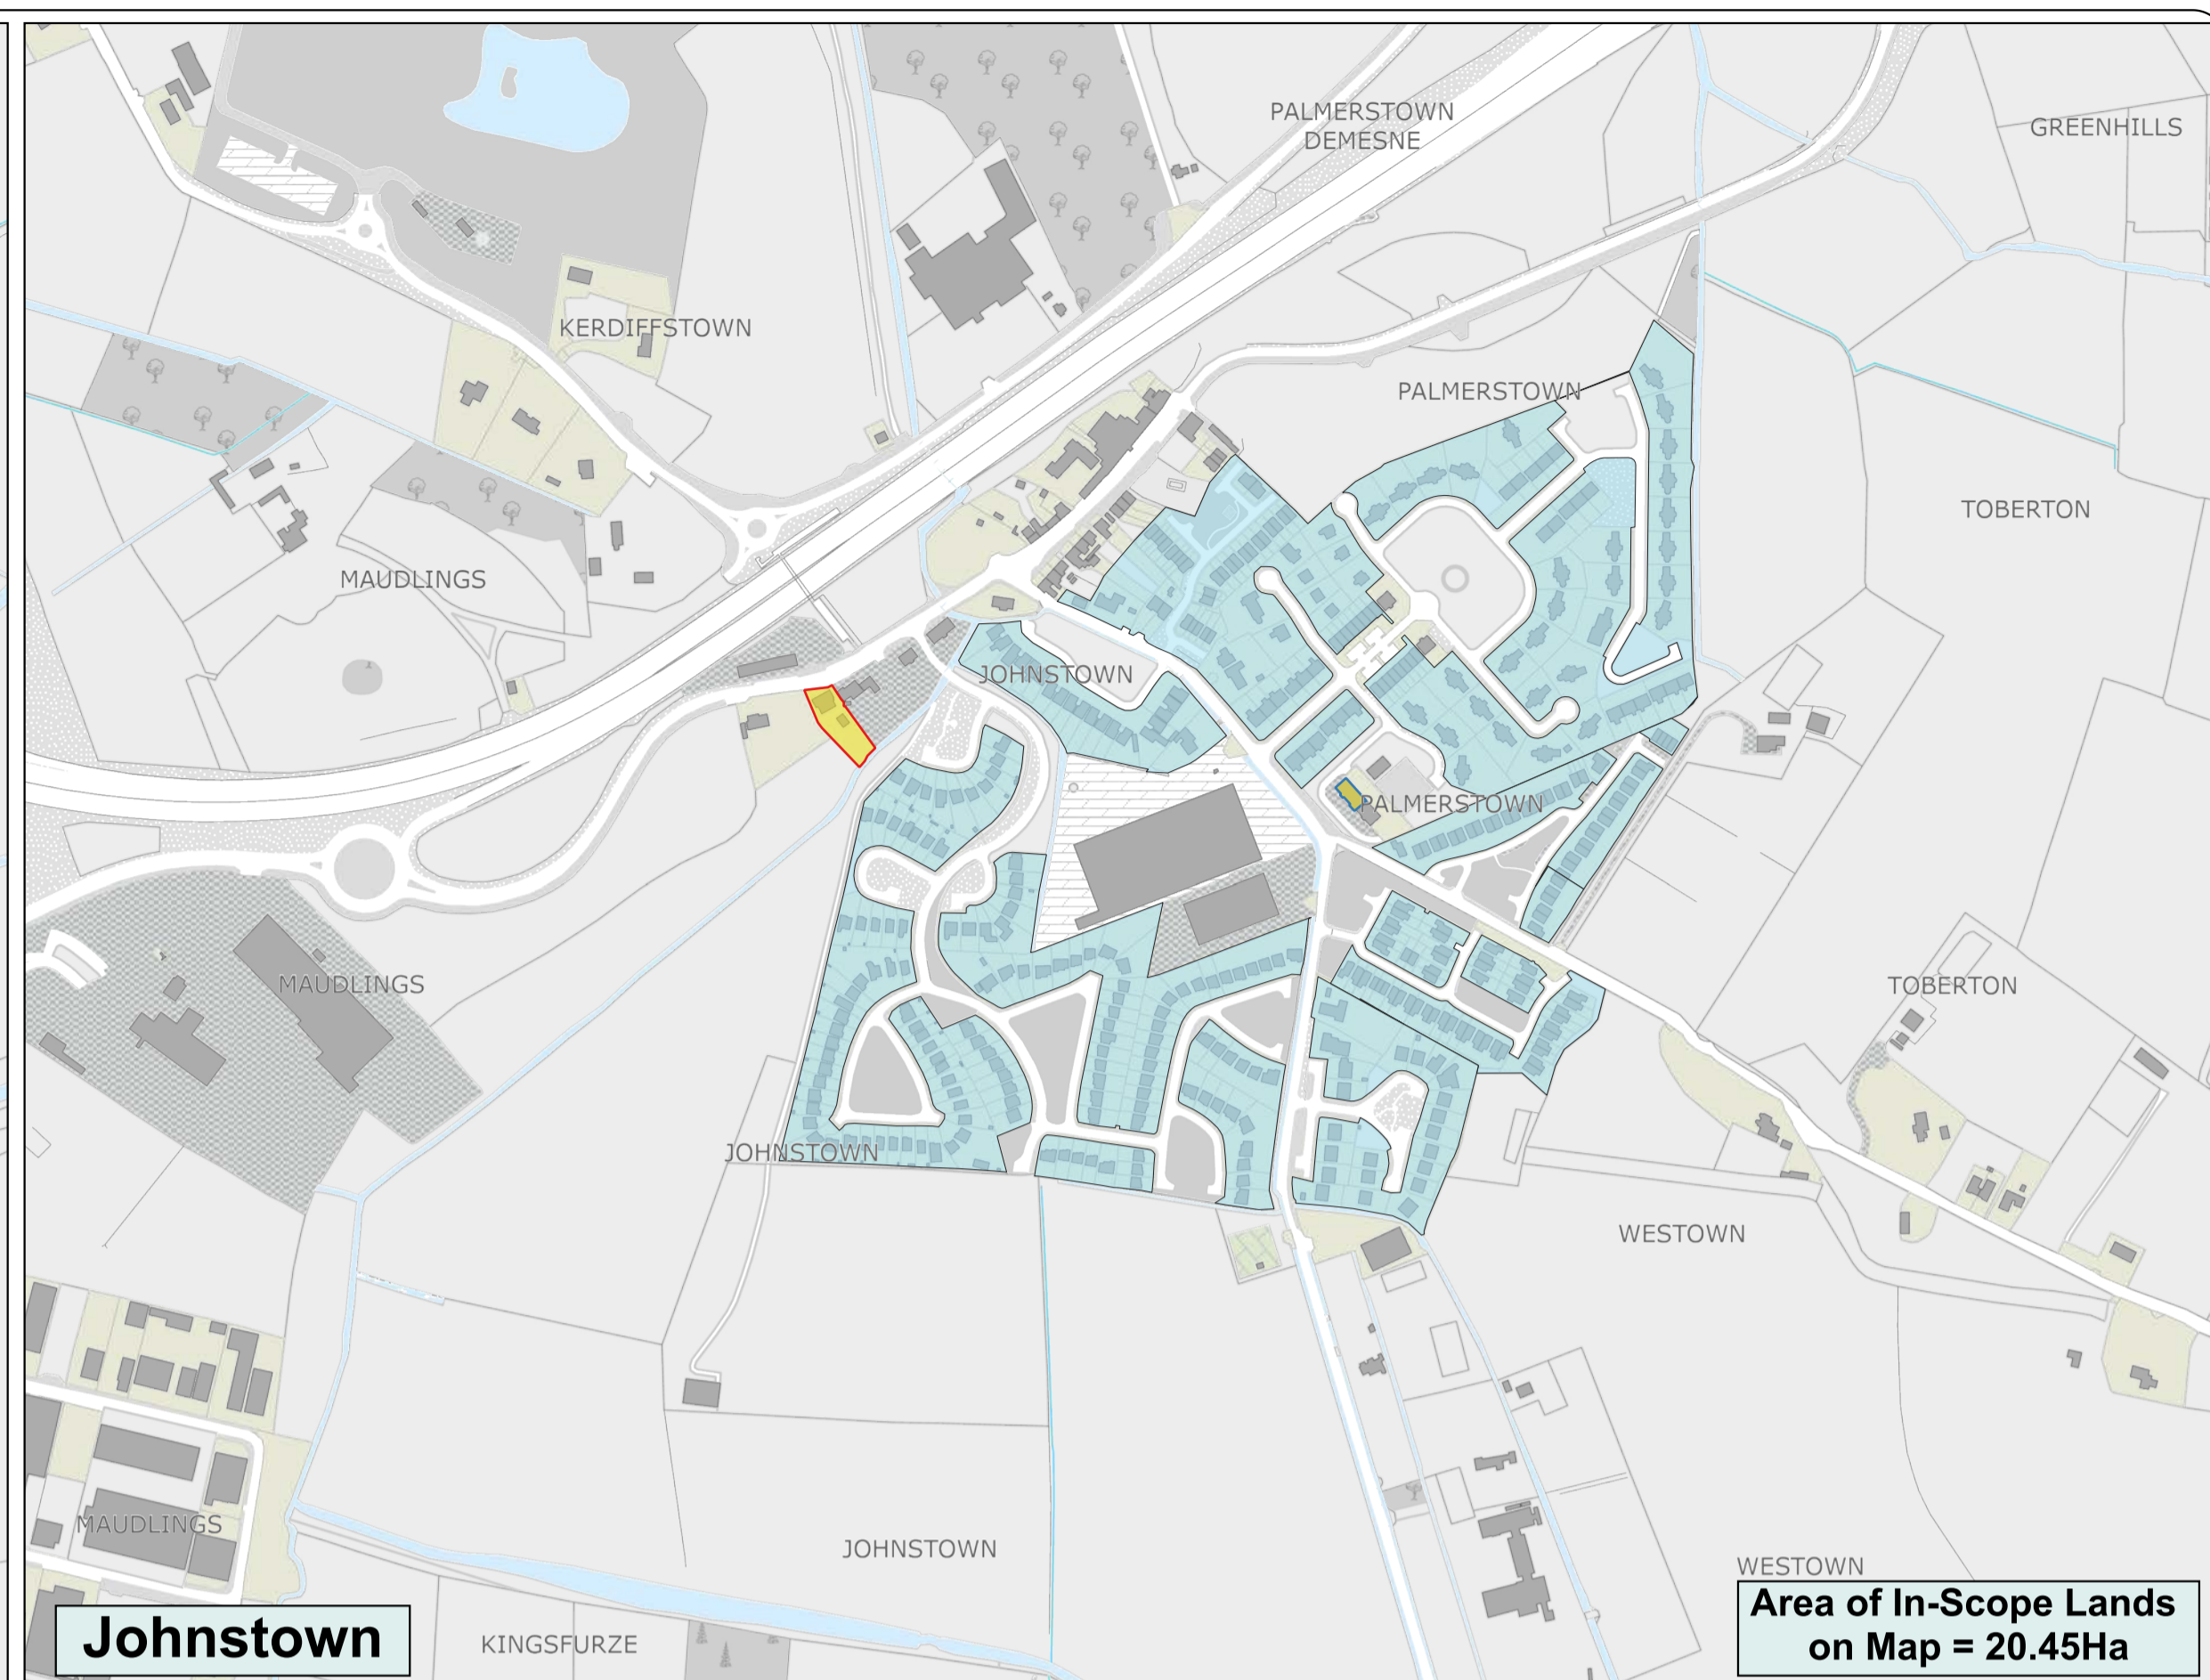 PALMERSTOWN
DEMESNE
GREENHILLS
KERDIFFSTOWN
PALMERSTOWN
TOBERTON
MAUDLINGS
JOHNSTOWN
PALMERSTOWN
MAUDLINGS
TOBERTON
JOHNSTOWN
WESTOWN
MAUDLINGS
JOHNSTOWN
WESTOWN
Area of In-Scope Lands
on Map = 20.45Ha
Johnstown
KINGSFURZE